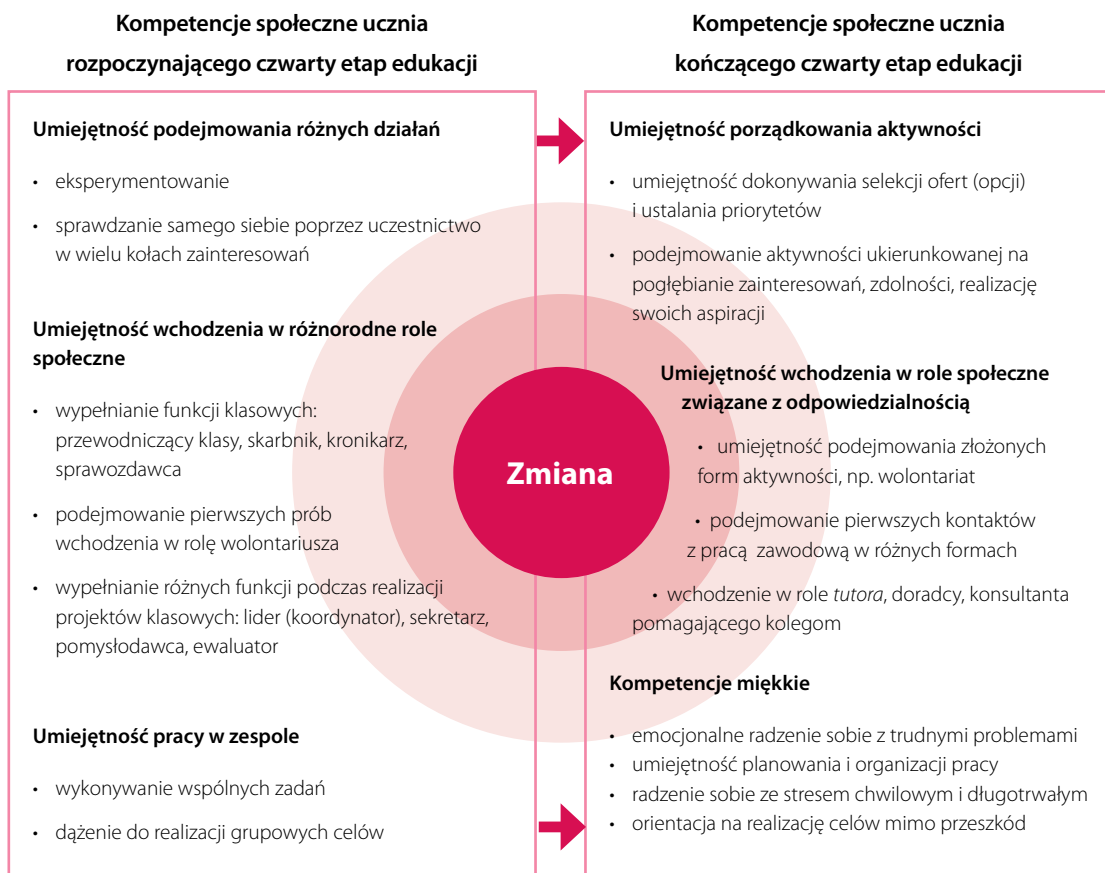 Kompetencje społeczne ucznia
rozpoczynającego czwarty etap edukacji
Umiejętność podejmowania różnych działań
• eksperymentowanie
• sprawdzanie samego siebie poprzez uczestnictwo
w wielu kołach zainteresowań
Umiejętność wchodzenia w różnorodne role
społeczne
• wypełnianie funkcji klasowych:
przewodniczący klasy, skarbnik, kronikarz,
sprawozdawca
• podejmowanie pierwszych prób
wchodzenia w rolę wolontariusza
• wypełnianie różnych funkcji podczas realizacji
projektów klasowych: lider (koordynator), sekretarz,
pomysłodawca, ewaluator
Umiejętność pracy w zespole
• wykonywanie wspólnych zadań
• dążenie do realizacji grupowych celów
Zmiana
Kompetencje społeczne ucznia
kończącego czwarty etap edukacji
Umiejętność porządkowania aktywności
• umiejętność dokonywania selekcji ofert (opcji)
i ustalania priorytetów
• podejmowanie aktywności ukierunkowanej na
pogłębianie zainteresowań, zdolności, realizację
swoich aspiracji
Umiejętność wchodzenia w role społeczne
związane z odpowiedzialnością
• umiejętność podejmowania złożonych
form aktywności, np. wolontariat
• podejmowanie pierwszych kontaktów
z pracą zawodową w różnych formach
• wchodzenie w role tutora, doradcy, konsultanta
pomagającego kolegom
Kompetencje miękkie
• emocjonalne radzenie sobie z trudnymi problemami
• umiejętność planowania i organizacji pracy
• radzenie sobie ze stresem chwilowym i długotrwałym
• orientacja na realizację celów mimo przeszkód